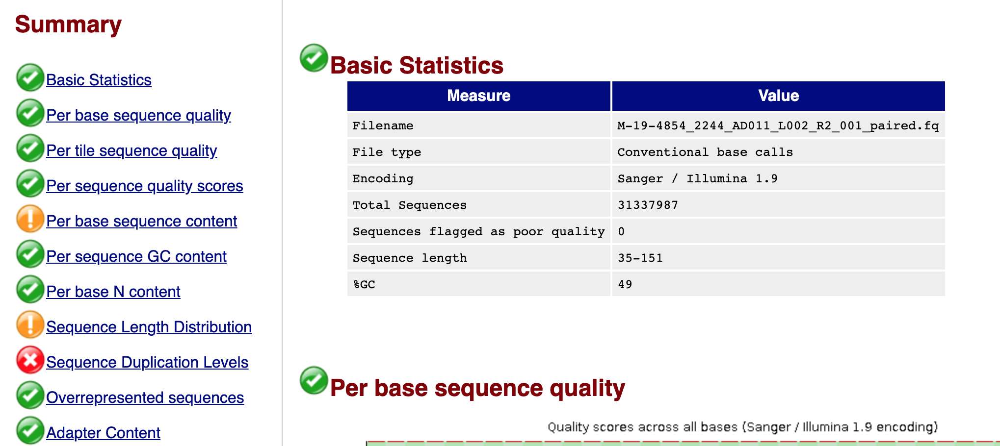 Summary
Basic Statistics
Per base sequence quality
Per tile sequence quality
Per sequence quality scores
Per base sequence content
Per sequence GC content
Per base N content
Sequence Length Distribution
Sequence Duplication Levels
Overrepresented sequences
Adapter Content
Basic Statistics
Measure Value
Filename M-19-4854_2244_AD011_L002_R2_001_paired.fq
File type Conventional base calls
Encoding Sanger / Illumina 1.9
Total Sequences 31337987
Sequences flagged as poor quality 0
Sequence length 35-151
%GC 49
Per base sequence quality
Quality scores across all bases (Sanger / Illumina 1.9 encoding)